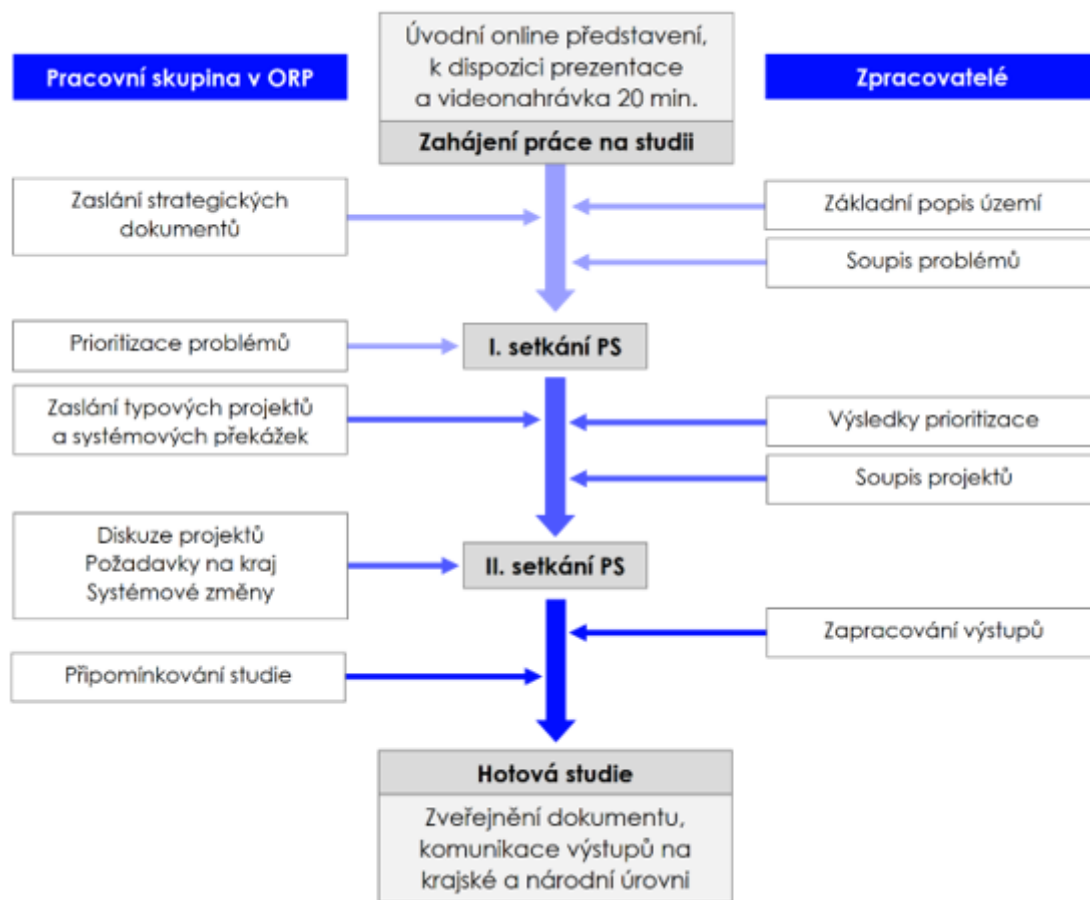 Úvodní online představení,
k dispozici prezentace
a videonahrávka 20 min.
Pracovní skupina v ORP
Zpracovatelé
Zahájení práce na studii
Zaslání strategických
dokumentů
Základní popis území
Soupis problémů
Prioritizace problémů
I. setkání PS
Zaslání typových projektů
a systémových překážek
Výsledky prioritizace
Soupis projektů
Diskuze projektů
Požadavky na kraj
Systémové změny
II. setkání PS
Zapracování výstupů
Připomínkování studie
Hotová studie
Zveřejnění dokumentu,
komunikace výstupů na
krajské a národní úrovni